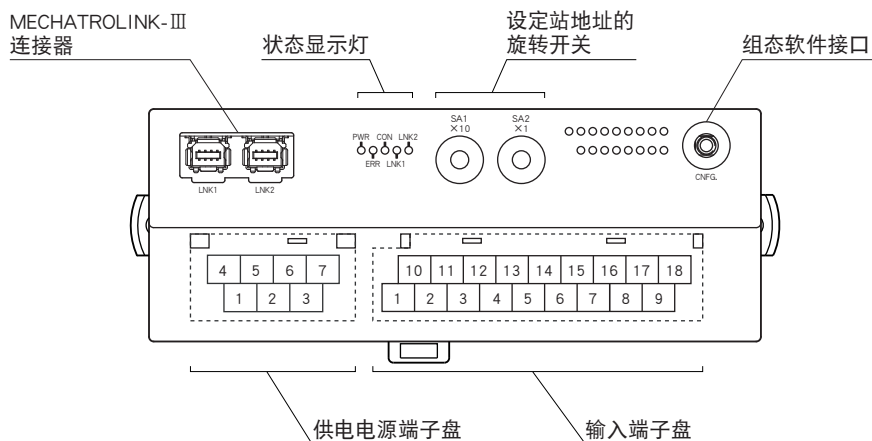 MECHATROLINK-Ⅲ
连接器
状态显示灯
设定站地址的
旋转开关
组态软件接口
PWR CON LNK2
ERR LNK1
SA1
×10
SA2
×1
LNK1 LNK2
CNFG.
4 5 6 7
1 2 3
10 11 12 13 14 15 16 17 18
1 2 3 4 5 6 7 8 9
供电电源端子盘
输入端子盘